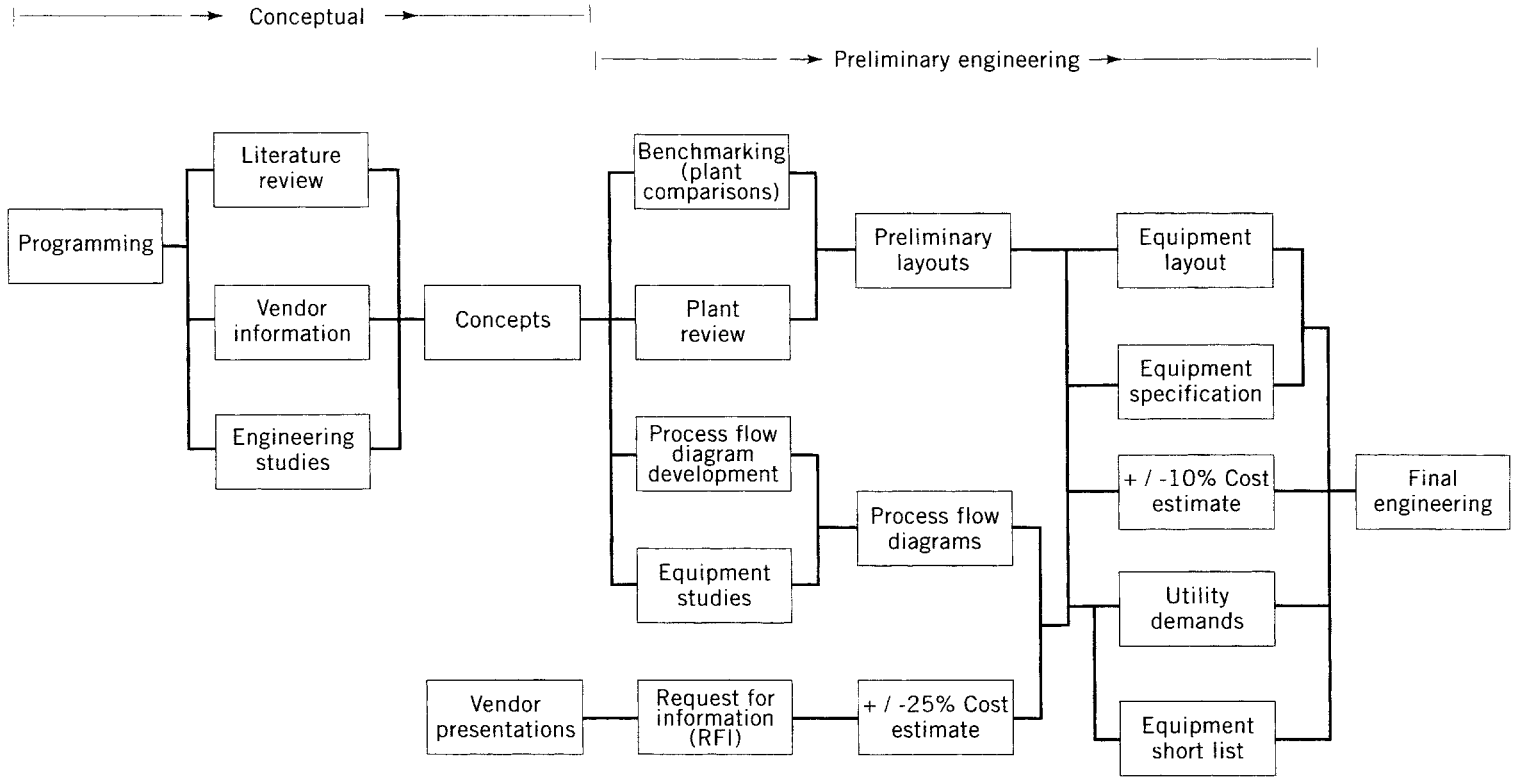 Conceptual
Preliminary engineering
Programming
Literature
review
Vendor
information
Engineering
studies
Concepts
Benchmarking
(plant
comparisons)
Plant
review
Process flow
diagram
development
Equipment
studies
Vendor
presentations
Request for
information
(RFI)
Preliminary
layouts
Process flow
diagrams
+ / -25% Cost
estimate
Equipment
layout
Equipment
specification
+ / -10% Cost
estimate
Utility
demands
Equipment
short list
Final
engineering